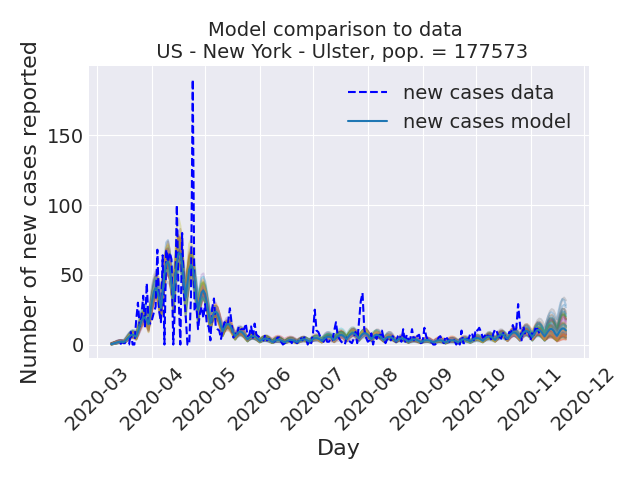 Model comparison to data
US - New York - Ulster, pop. = 177573
new cases data
new cases model
Number of new cases reported
150
100
50
0
2020-03
2020-04
2020-05
2020-06
2020-07
2020-08
2020-09
2020-10
2020-11
2020-12
Day